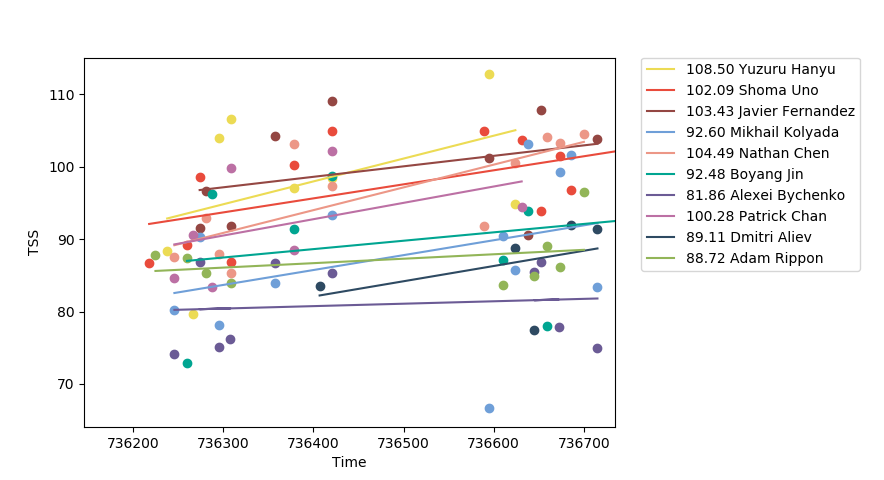 110
100
90
80
70
TSS
736200 736300 736400 736500 736600 736700
Time
108.50 Yuzuru Hanyu
102.09 Shoma Uno
103.43 Javier Fernandez
92.60 Mikhail Kolyada
104.49 Nathan Chen
92.48 Boyang Jin
81.86 Alexei Bychenko
100.28 Patrick Chan
89.11 Dmitri Aliev
88.72 Adam Rippon